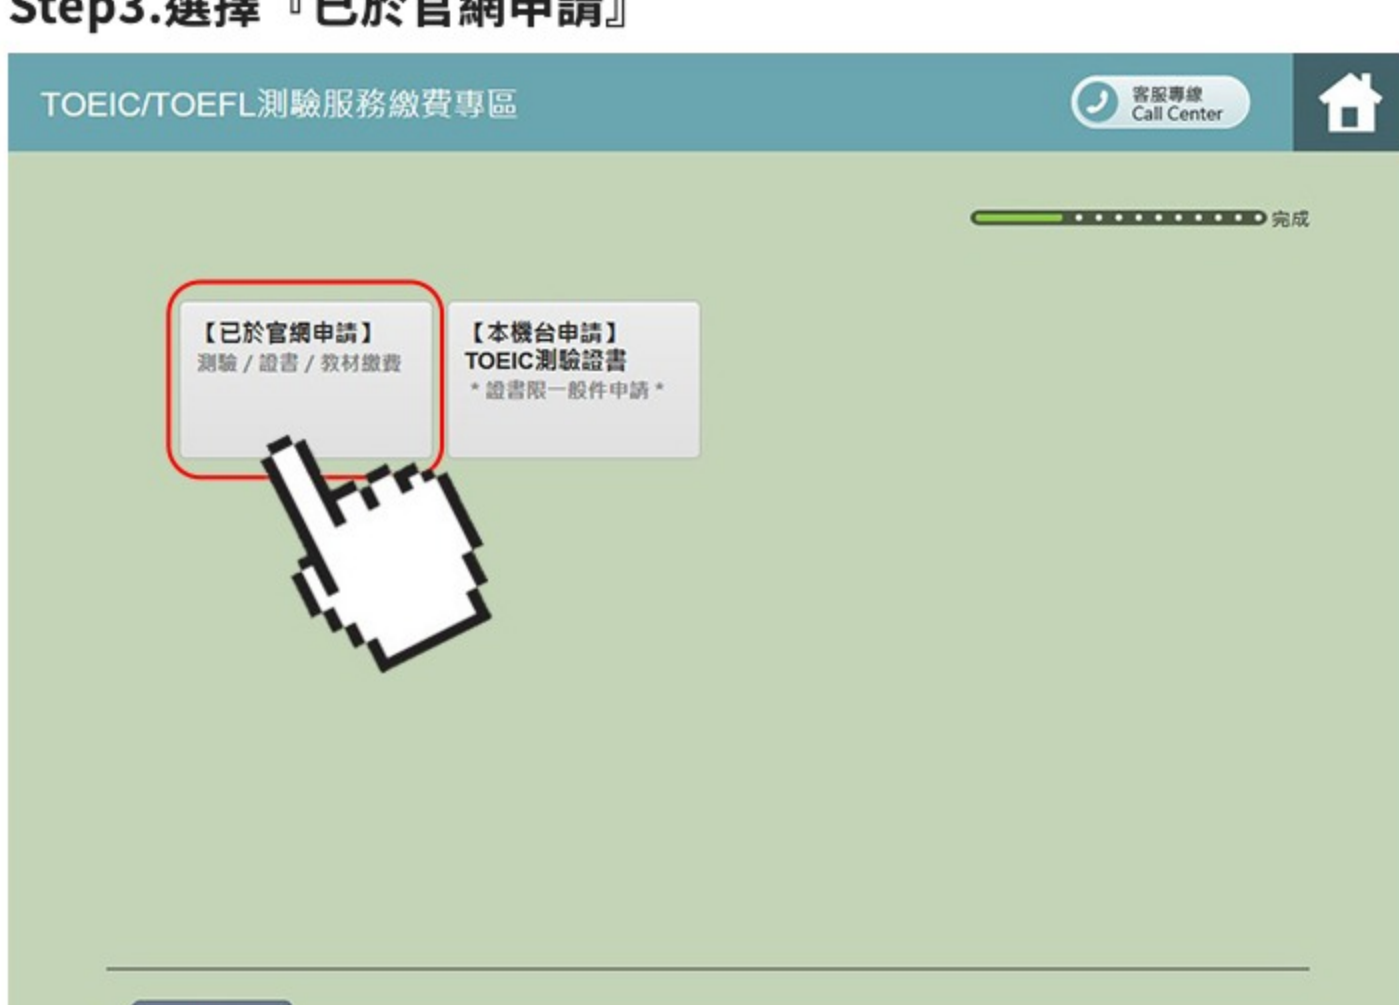 Step3.選擇『已於官網申請』
TOEIC/TOEFL測驗服務繳費專區
客服專線
Call Center
完成
【已於官網申請】
測驗 / 證書 / 教材繳費
【本機台申請】
TOEIC測驗證書
* 證書限一般件申請 *